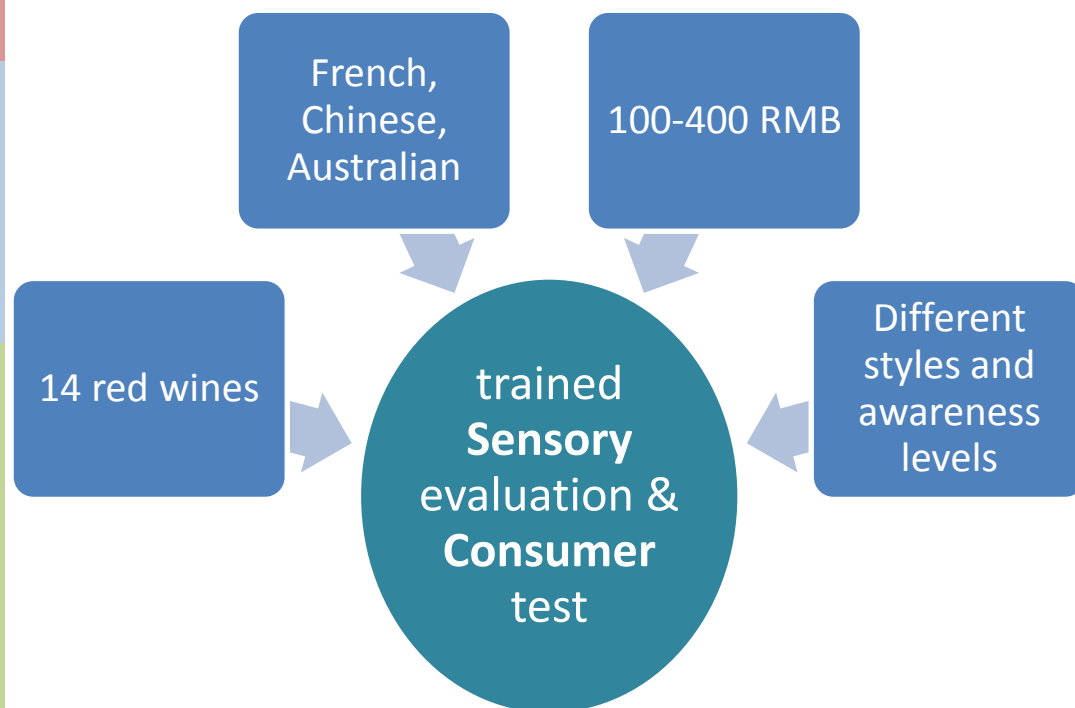 French,
Chinese,
Australian
100-400 RMB
14 red wines
Different
styles and
awareness
levels
trained
Sensory
evaluation &
Consumer
test